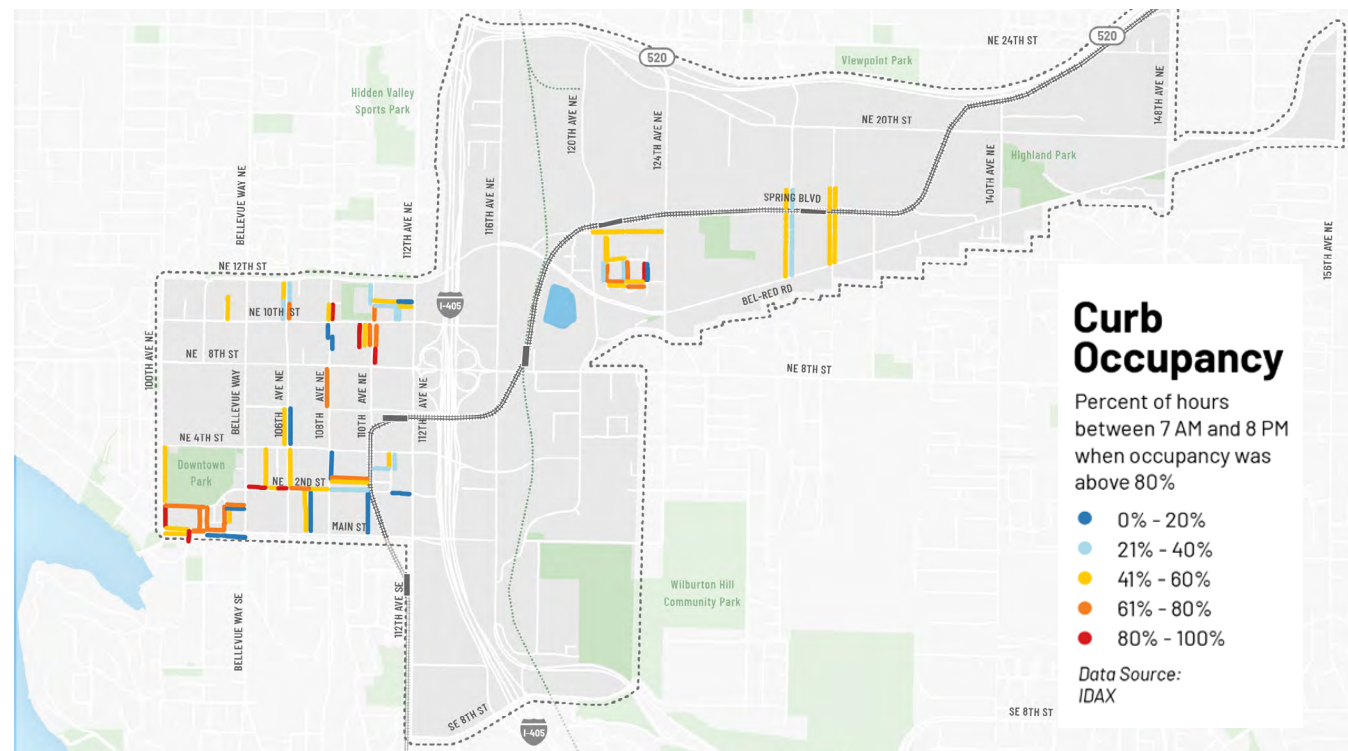 520
NE 24TH ST
520
Viewpoint Park
Hidden Valley
Sports Park
148TH AVE NE
120TH AVE NE
124TH AVE NE
NE 20TH ST
140TH AVE NE
Highland Park
BELLEVUE WAY NE
116TH AVE NE
112TH AVE NE
SPRING BLVD
156TH AVE NE
NE 12TH ST
BEL-RED RD
I-405
NE 10TH ST
100TH AVE NE
NE 8TH ST
NE 8TH ST
BELLEVUE WAY
106TH AVE NE
108TH AVE NE
110TH AVE NE
112TH AVE NE
NE 4TH ST
Downtown
Park
NE 2ND ST
MAIN ST
Wilburton Hill
Community Park
BELLEVUE WAY SE
112TH AVE SE
SE 8TH ST
I-405
SE 8TH ST
Curb
Occupancy
Percent of hours
between 7 AM and 8 PM
when occupancy was
above 80%
0% - 20%
21% - 40%
41% - 60%
61% - 80%
80% - 100%
Data Source:
IDAX